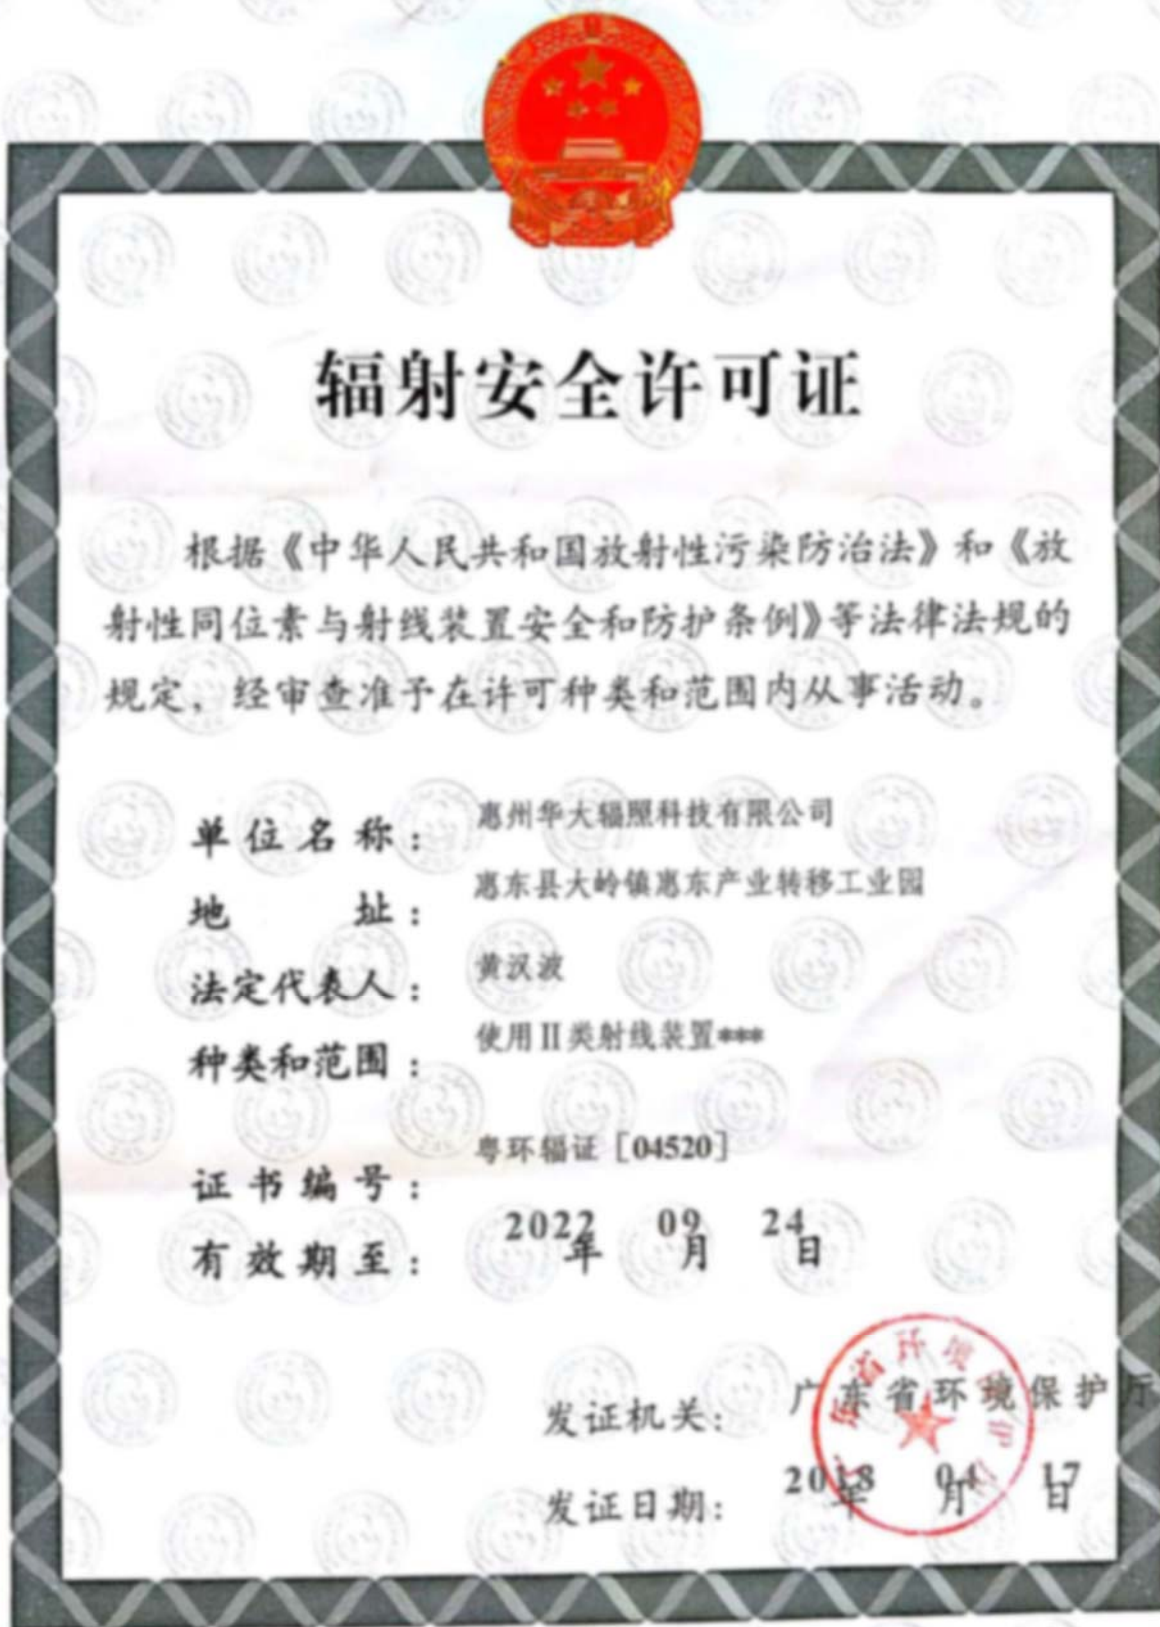 辐射安全许可证
根据《中华人民共和国放射性污染防治法》和《放
射性同位素与射线装置安全和防护条例》等法律法规的
规定，经审查准予在许可种类和范围内从事活动。
单位名称： 惠州华大辐照科技有限公司
地址： 惠东县大岭镇惠东产业转移工业园
法定代表人： 黄汉波
种类和范围： 使用II类射线装置***
证书编号： 粤环辐证［04520］
有效期至： 2022年09月24日
发证机关： 广东省环境保护厅
发证日期： 2018年04月17日